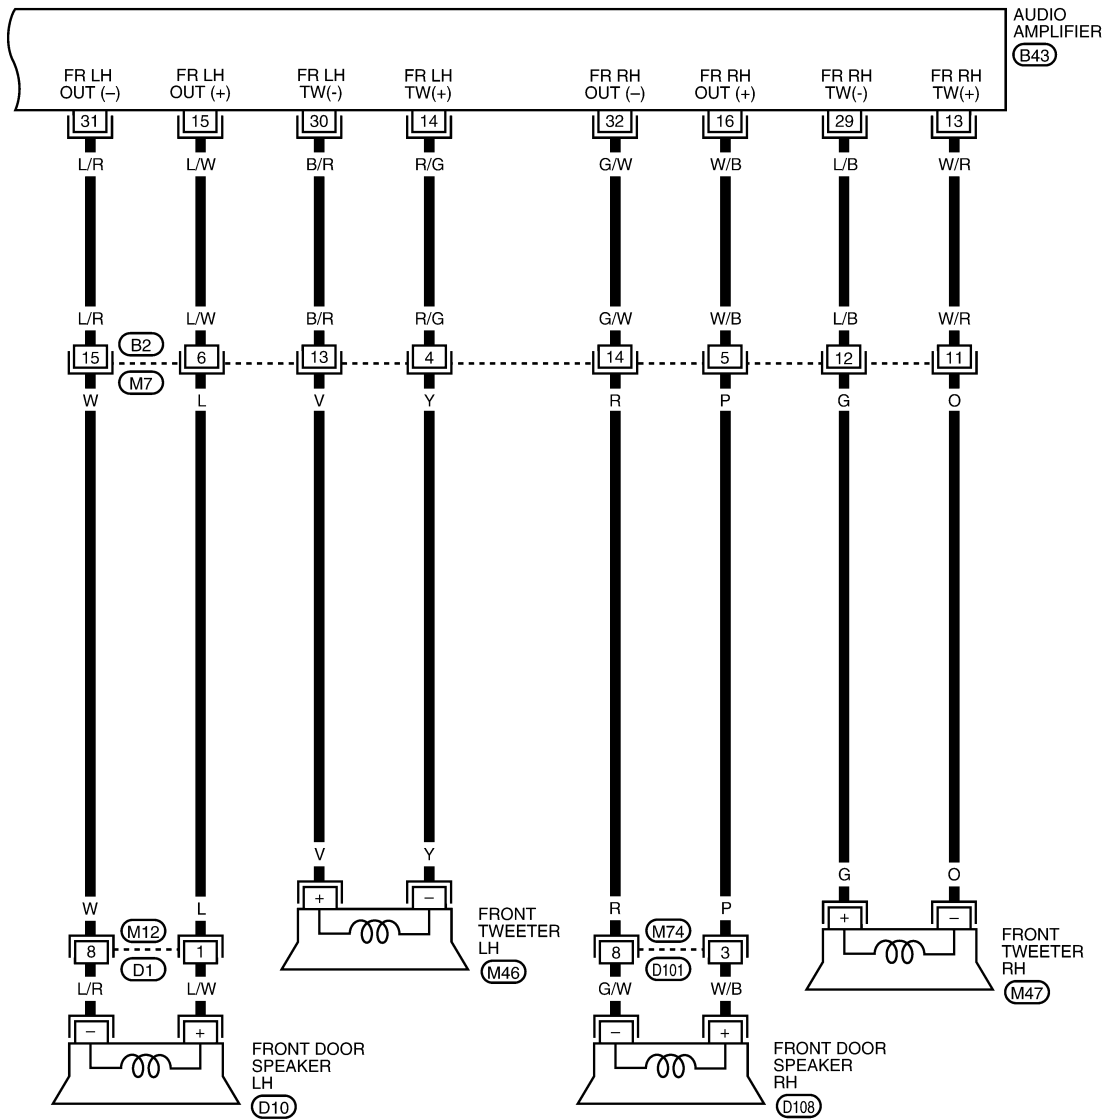 AUDIO
AMPLIFIER
B43
FR LH
OUT (–)
FR LH
OUT (+)
FR LH
TW(-)
FR LH
TW(+)
FR RH
OUT (–)
FR RH
OUT (+)
FR RH
TW(-)
FR RH
TW(+)
31 15 30 14 32 16 29 13
L/R L/W B/R R/G G/W W/B L/B W/R
L/R L/W B/R R/G G/W W/B L/B W/R
B2
15 6 13 4 14 5 12 11
M7
W L V Y R P G O
V Y
G O
+ –
W L
R P
+ –
FRONT
TWEETER
LH
M46
M12
8 1
D1
M74
8 3
D101
FRONT
TWEETER
RH
M47
L/R L/W
G/W W/B
– +
– +
FRONT DOOR
SPEAKER
LH
D10
FRONT DOOR
SPEAKER
RH
D108